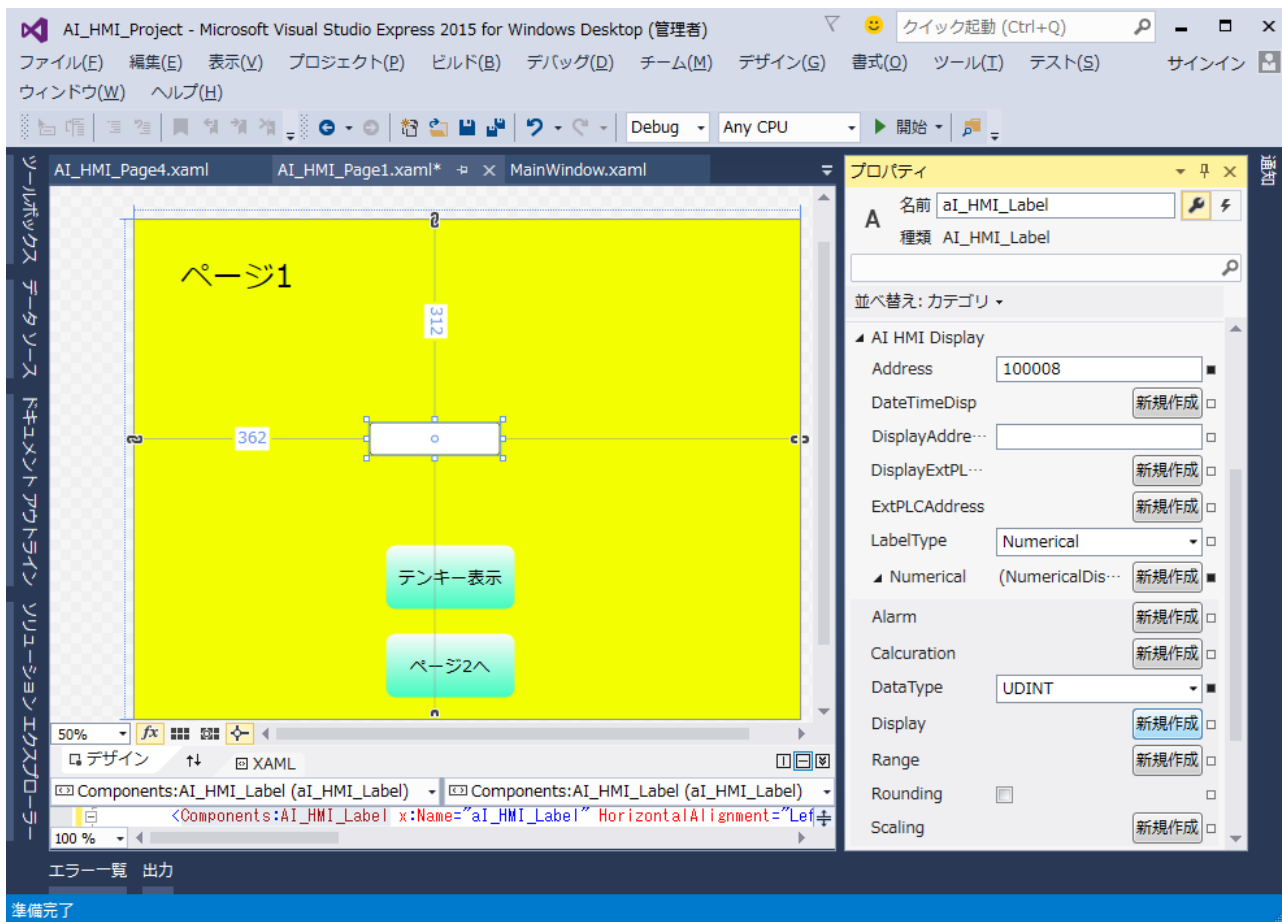 AI_HMI_Project - Microsoft Visual Studio Express 2015 for Windows Desktop (管理者)
クイック起動 (Ctrl+Q)
ファイル(F) 編集(E) 表示(V) プロジェクト(P) ビルド(B) デバッグ(D) チーム(M) デザイン(G) 書式(O) ツール(T) テスト(S) サインイン
ウィンドウ(W) ヘルプ(H)
Debug Any CPU 開始
ツールボックス
データ ソース
ドキュメント アウトライン
ソリューション エクスプローラー
AI_HMI_Page4.xaml AI_HMI_Page1.xaml* MainWindow.xaml
ページ1
312
362
テンキー表示
ページ2へ
50% fx
デザイン XAML
Components:AI_HMI_Label (aI_HMI_Label) Components:AI_HMI_Label (aI_HMI_Label)
<Components:AI_HMI_Label x:Name="aI_HMI_Label" HorizontalAlignment="Lef
100 %
プロパティ
名前 aI_HMI_Label
種類 AI_HMI_Label
並べ替え: カテゴリ
AI HMI Display
Address 100008
DateTimeDisp 新規作成
DisplayAddre…
DisplayExtPL… 新規作成
ExtPLCAddress 新規作成
LabelType Numerical
Numerical (NumericalDis… 新規作成
Alarm 新規作成
Calcuration 新規作成
DataType UDINT
Display 新規作成
Range 新規作成
Rounding
Scaling 新規作成
通知
エラー一覧 出力
準備完了